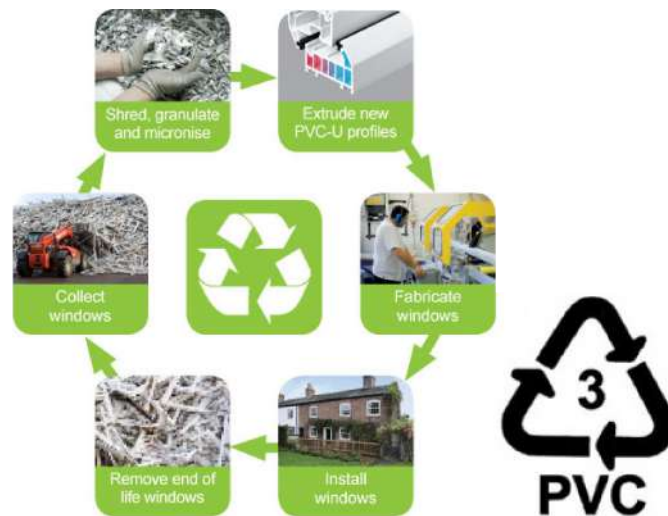 Shred, granulate
and micronise
Extrude new
PVC-U profiles
Collect
windows
Fabricate
windows
Remove end of
life windows
Install
windows
3
PVC